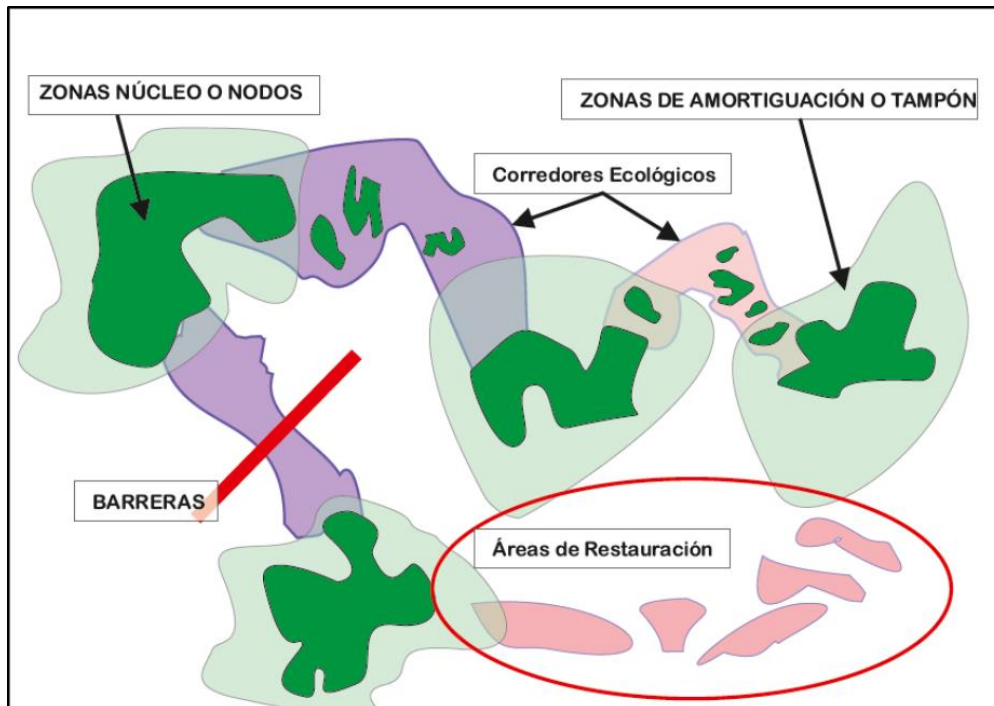 ZONAS NÚCLEO O NODOS
ZONAS DE AMORTIGUACIÓN O TAMPÓN
Corredores Ecológicos
BARRERAS
Áreas de Restauración